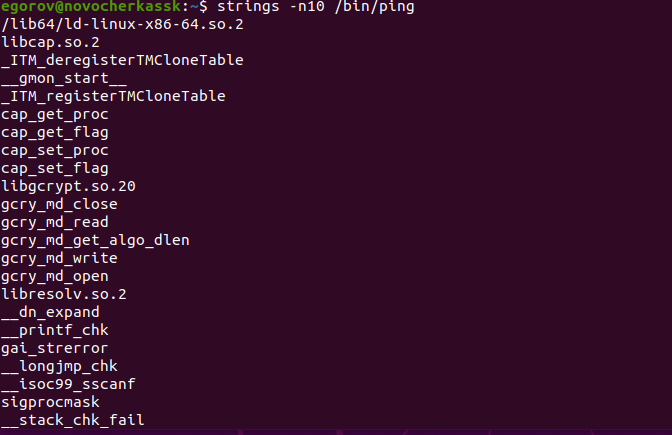 egorov@novocherkassk:~$ strings -n10 /bin/ping
/lib64/ld-linux-x86-64.so.2
libcap.so.2
_ITM_deregisterTMCloneTable
__gmon_start__
_ITM_registerTMCloneTable
cap_get_proc
cap_get_flag
cap_set_proc
cap_set_flag
libgcrypt.so.20
gcry_md_close
gcry_md_read
gcry_md_get_algo_dlen
gcry_md_write
gcry_md_open
libresolv.so.2
__dn_expand
__printf_chk
gai_strerror
__longjmp_chk
__isoc99_sscanf
sigprocmask
__stack_chk_fail